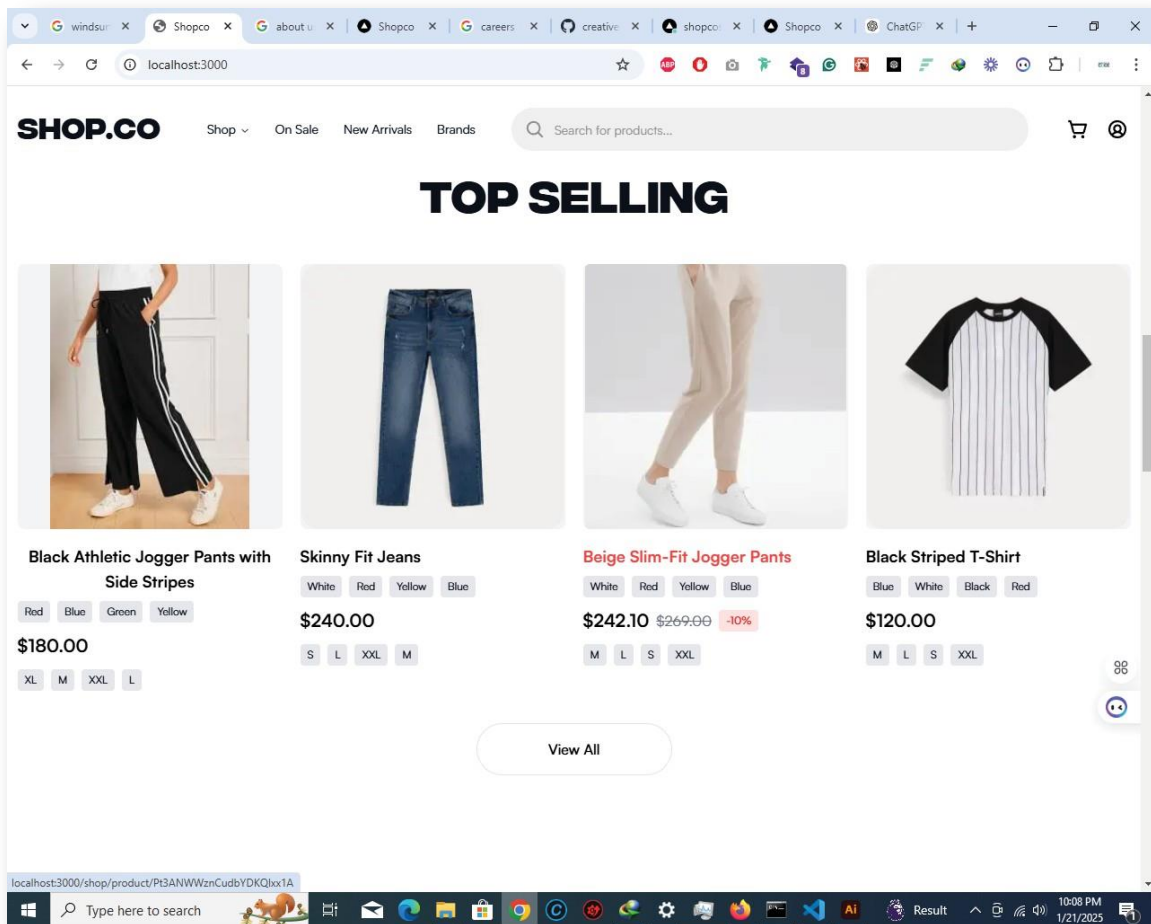 windsur
Shopco
about u
Shopco
careers
creative
shopco
Shopco
ChatGP
localhost:3000
ABP
8
SHOP.CO
Shop
On Sale
New Arrivals
Brands
Search for products...
TOP SELLING
Black Athletic Jogger Pants with
Side Stripes
Red Blue Green Yellow
$180.00
XL M XXL L
Skinny Fit Jeans
White Red Yellow Blue
$240.00
S L XXL M
Beige Slim-Fit Jogger Pants
White Red Yellow Blue
$242.10 $269.00 -10%
M L S XXL
Black Striped T-Shirt
Blue White Black Red
$120.00
M L S XXL
View All
localhost:3000/shop/product/Pt3ANWWznCudbYDKQlxx1A
Type here to search
Ai
Result
10:08 PM
1/21/2025